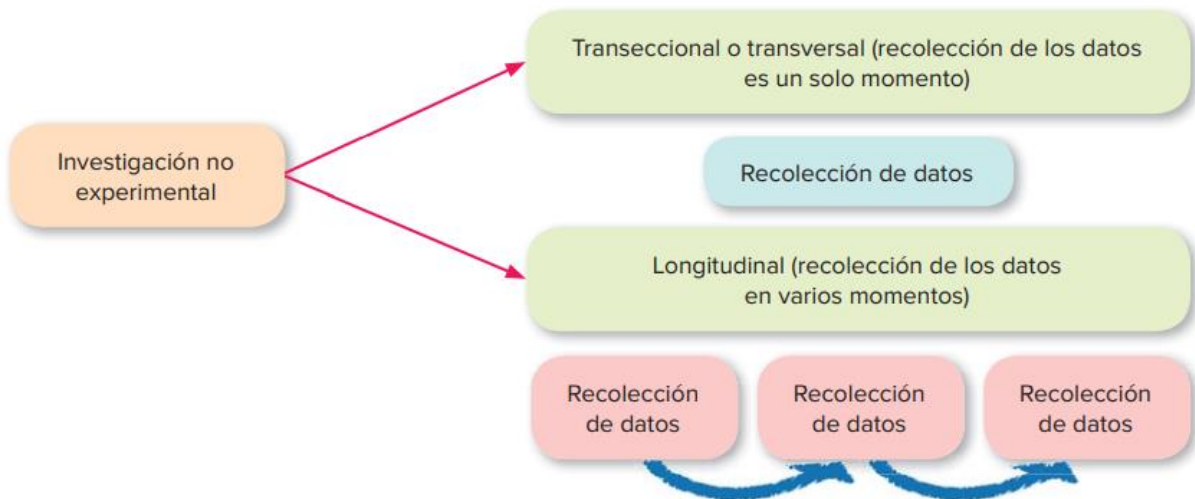 Transeccional o transversal (recolección de los datos
es un solo momento)
Investigación no
experimental
Recolección de datos
Longitudinal (recolección de los datos
en varios momentos)
Recolección
de datos
Recolección
de datos
Recolección
de datos